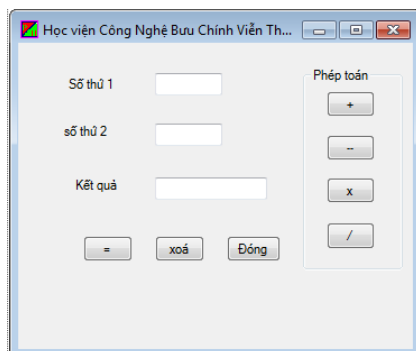 Học viện Công Nghệ Bưu Chính Viễn Th...
Số thứ 1
số thứ 2
Kết quả
=
xoá
Đóng
Phép toán
+
--
x
/